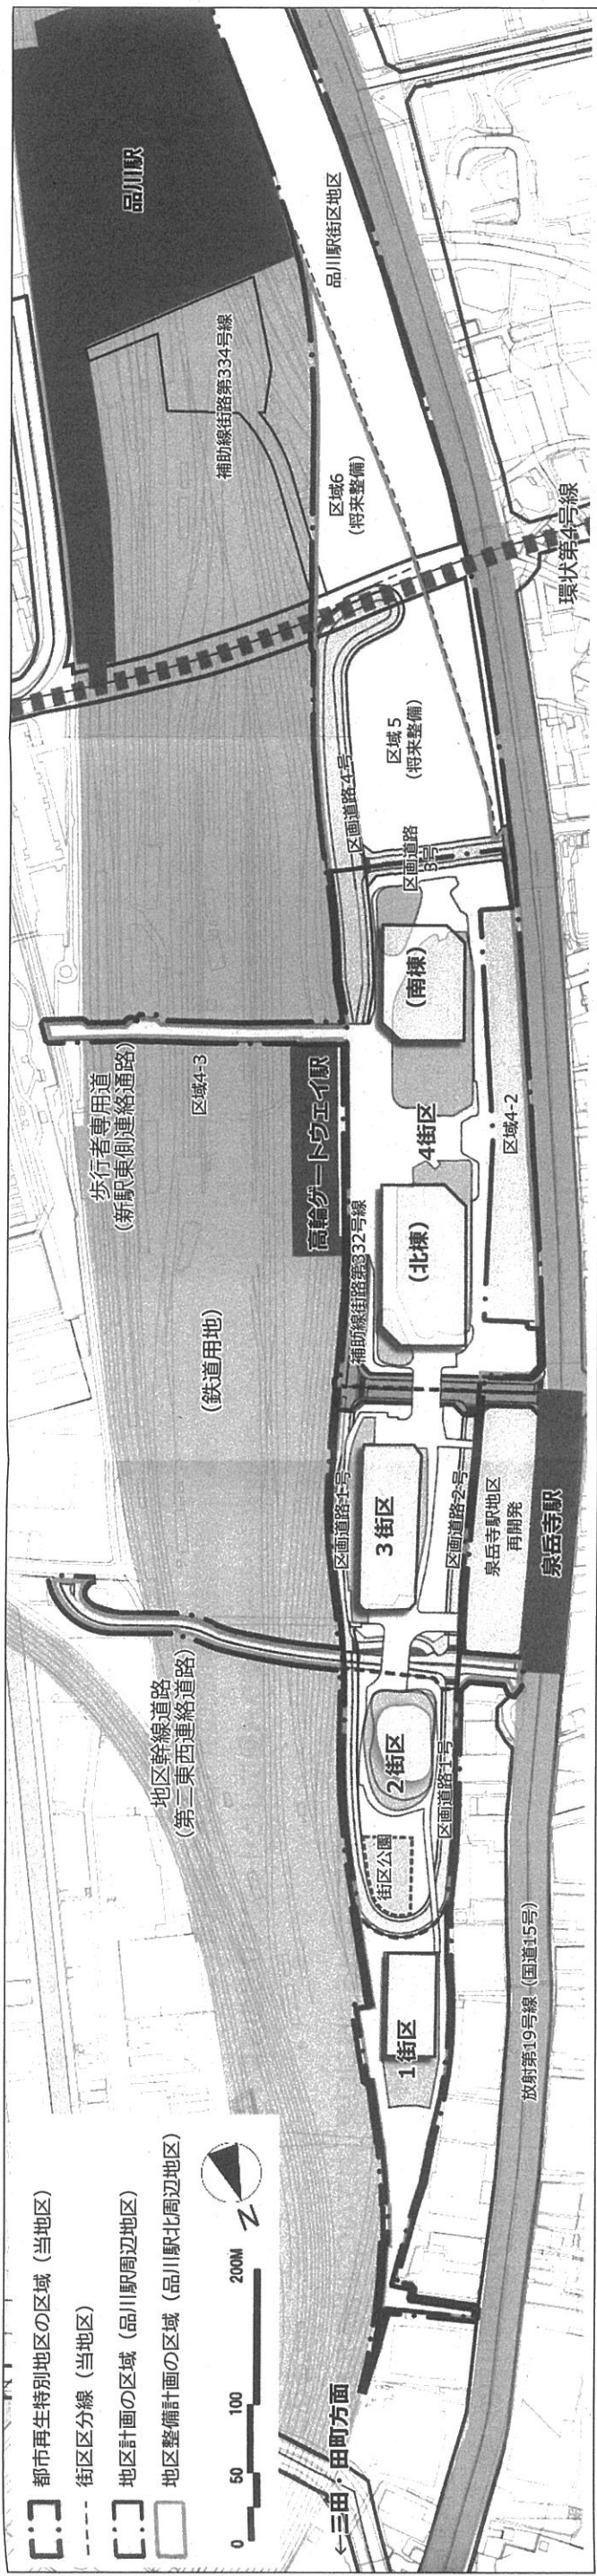 都市再生特別地区の区域（当地区）
街区区分線（当地区）
地区計画の区域（品川駅周辺地区）
地区整備計画の区域（品川駅北周辺地区）
0 50 100 200M
N
←三田・田町方面
1街区
街区公園
2街区
区画道路1号
地区幹線道路
（第二東西連絡道路）
放射第19号線（国道15号）
3街区
区画道路1号
区画道路2号
泉岳寺駅地区
再開発
泉岳寺駅
（鉄道用地）
補助線街路第332号線
高輪ゲートウェイ駅
（北棟）
4街区
（南棟）
区域4-2
区域4-3
歩行者専用道
（新駅東側連絡通路）
区画道路
3号
区画道路4号
区域5
（将来整備）
区域6
（将来整備）
環状第4号線
補助線街路第334号線
品川駅街区地区
品川駅